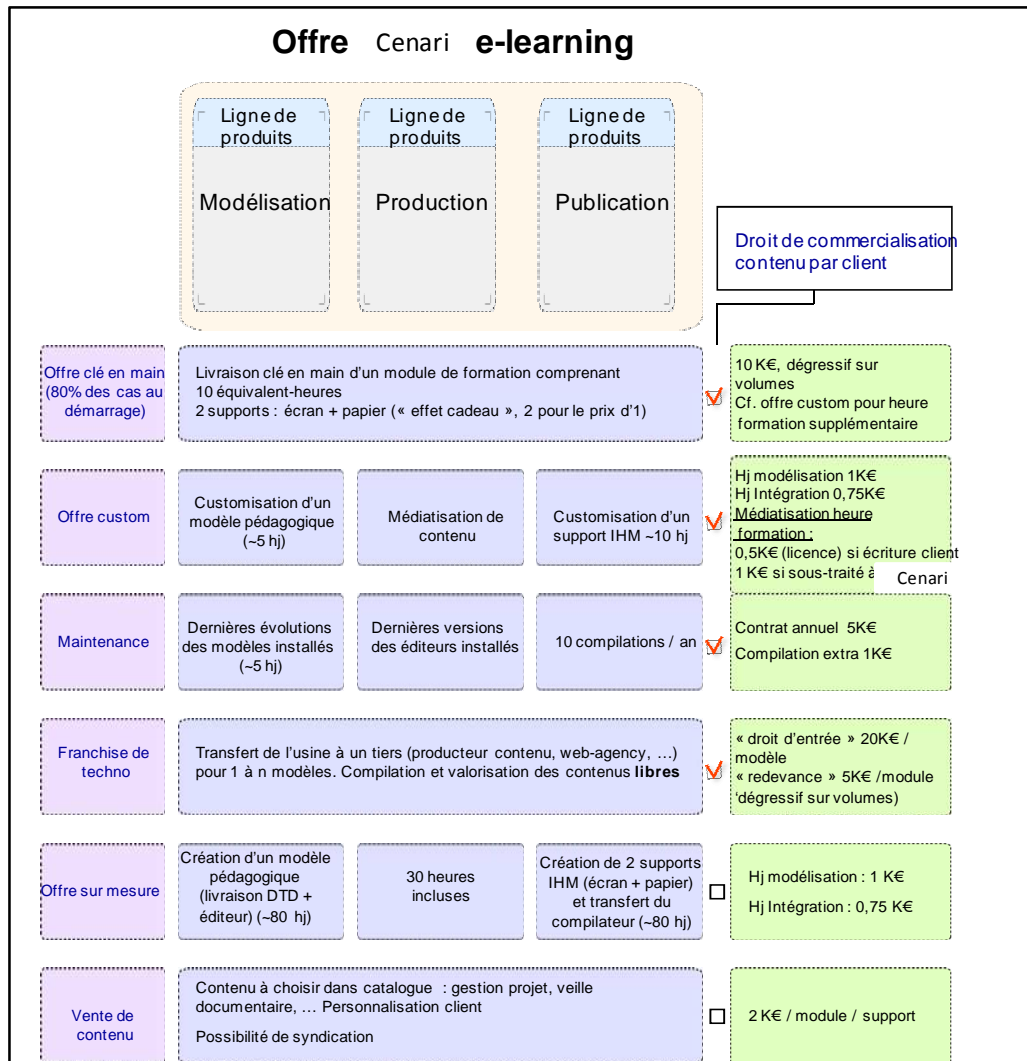 Offre Cenari e-learning
Ligne de
produits
Modélisation
Ligne de
produits
Production
Ligne de
produits
Publication
Droit de commercialisation
contenu par client
Offre clé en main
(80% des cas au
démarrage)
Livraison clé en main d’un module de formation comprenant
10 équivalent-heures
2 supports : écran + papier (« effet cadeau », 2 pour le prix d’1)
10 K€, dégressif sur
volumes
Cf. offre custom pour heure
formation supplémentaire
Offre custom
Customisation d’un
modèle pédagogique
(~5 hj)
Médiatisation de
contenu
Customisation d’un
support IHM ~10 hj
Hj modélisation 1K€
Hj Intégration 0,75K€
Médiatisation heure
formation :
0,5K€ (licence) si écriture client
1 K€ si sous-traité à
Cenari
Maintenance
Dernières évolutions
des modèles installés
(~5 hj)
Dernières versions
des éditeurs installés
10 compilations / an
Contrat annuel 5K€
Compilation extra 1K€
Franchise de
techno
Transfert de l’usine à un tiers (producteur contenu, web-agency, …)
pour 1 à n modèles. Compilation et valorisation des contenus libres
« droit d’entrée » 20K€ /
modèle
« redevance » 5K€ /module
‘dégressif sur volumes)
Offre sur mesure
Création d’un modèle
pédagogique
(livraison DTD +
éditeur) (~80 hj)
30 heures
incluses
Création de 2 supports
IHM (écran + papier)
et transfert du
compilateur (~80 hj)
Hj modélisation : 1 K€
Hj Intégration : 0,75 K€
Vente de
contenu
Contenu à choisir dans catalogue : gestion projet, veille
documentaire, … Personnalisation client
Possibilité de syndication
2 K€ / module / support